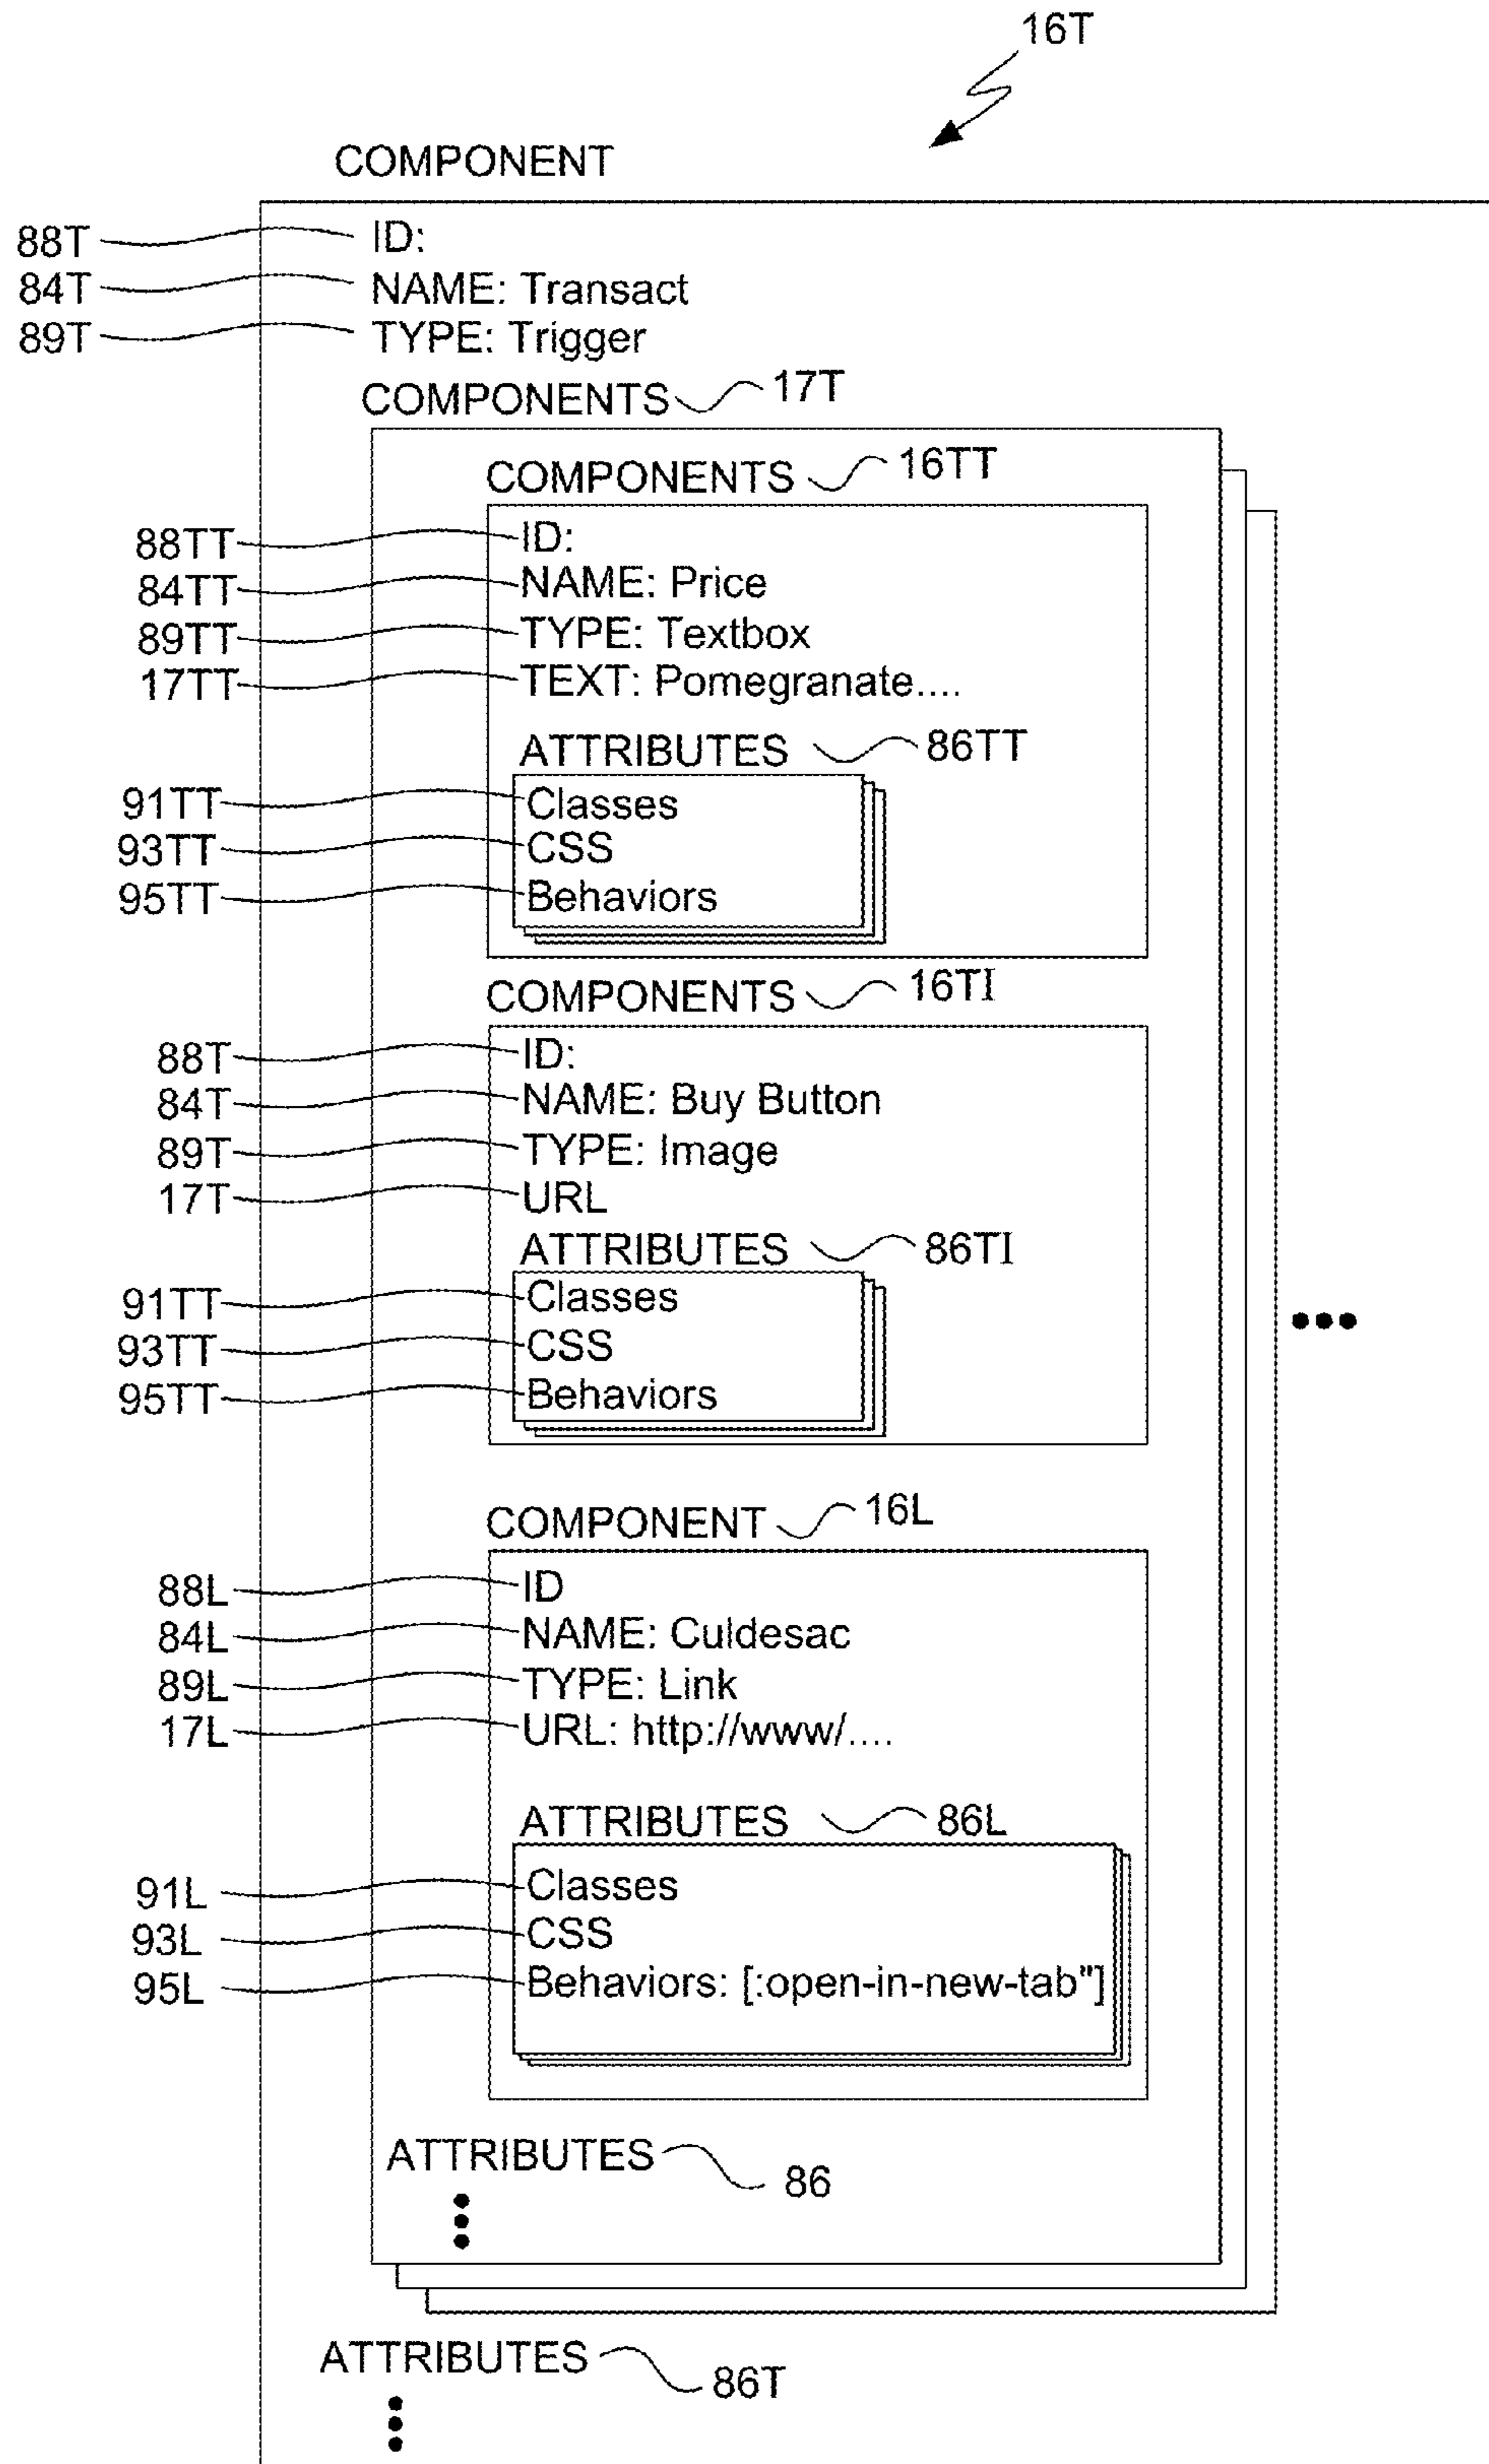 16T
COMPONENT
88T ID:
84T NAME: Transact
89T TYPE: Trigger
COMPONENTS 17T
COMPONENTS 16TT
88TT ID:
84TT NAME: Price
89TT TYPE: Textbox
17TT TEXT: Pomegranate....
ATTRIBUTES 86TT
91TT Classes
93TT CSS
95TT Behaviors
COMPONENTS 16TI
88T ID:
84T NAME: Buy Button
89T TYPE: Image
17T URL
ATTRIBUTES 86TI
91TT Classes
93TT CSS
95TT Behaviors
COMPONENT 16L
88L ID
84L NAME: Culdesac
89L TYPE: Link
17L URL: http://www/....
ATTRIBUTES 86L
91L Classes
93L CSS
95L Behaviors: [:open-in-new-tab"]
ATTRIBUTES 86
ATTRIBUTES 86T